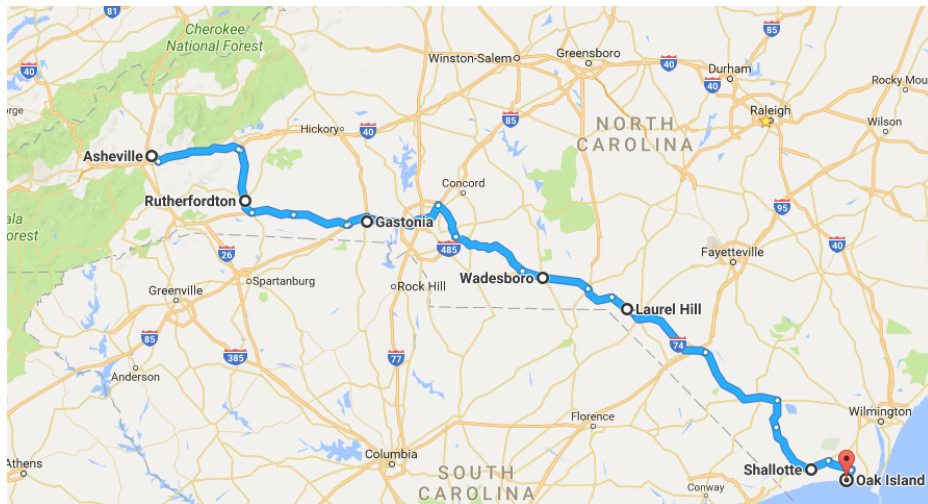 81
85
Cherokee
National Forest
Greensboro
Winston-Salem
40
40
40
Durham
40
Rocky Mou
85
Raleigh
Hickory
40
NORTH
CAROLINA
Wilson
Asheville
Concord
95
Rutherfordton
Gastonia
ala
Forest
26
485
Fayetteville
40
Spartanburg
Wadesboro
Rock Hill
Greenville
Laurel Hill
85
385
77
74
Anderson
Florence
Wilmington
Columbia
Athens
SOUTH
CAROLINA
Shallotte
Conway
Oak Island